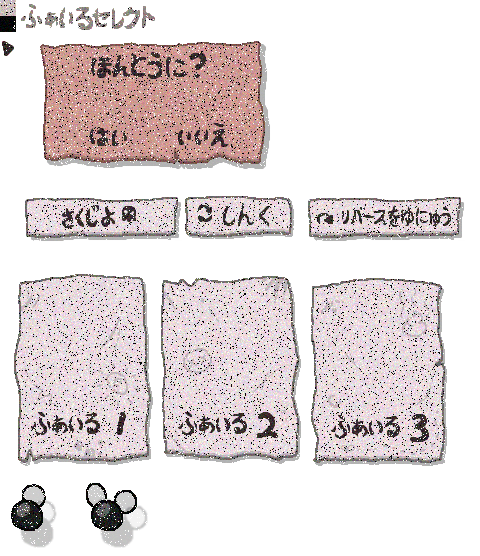 ふぁいるセレクト
ほんとうに?
はい いいえ
さくじょ
しんく
リバースをゆにゅう
ふぁいる 1
ふぁいる 2
ふぁいる 3